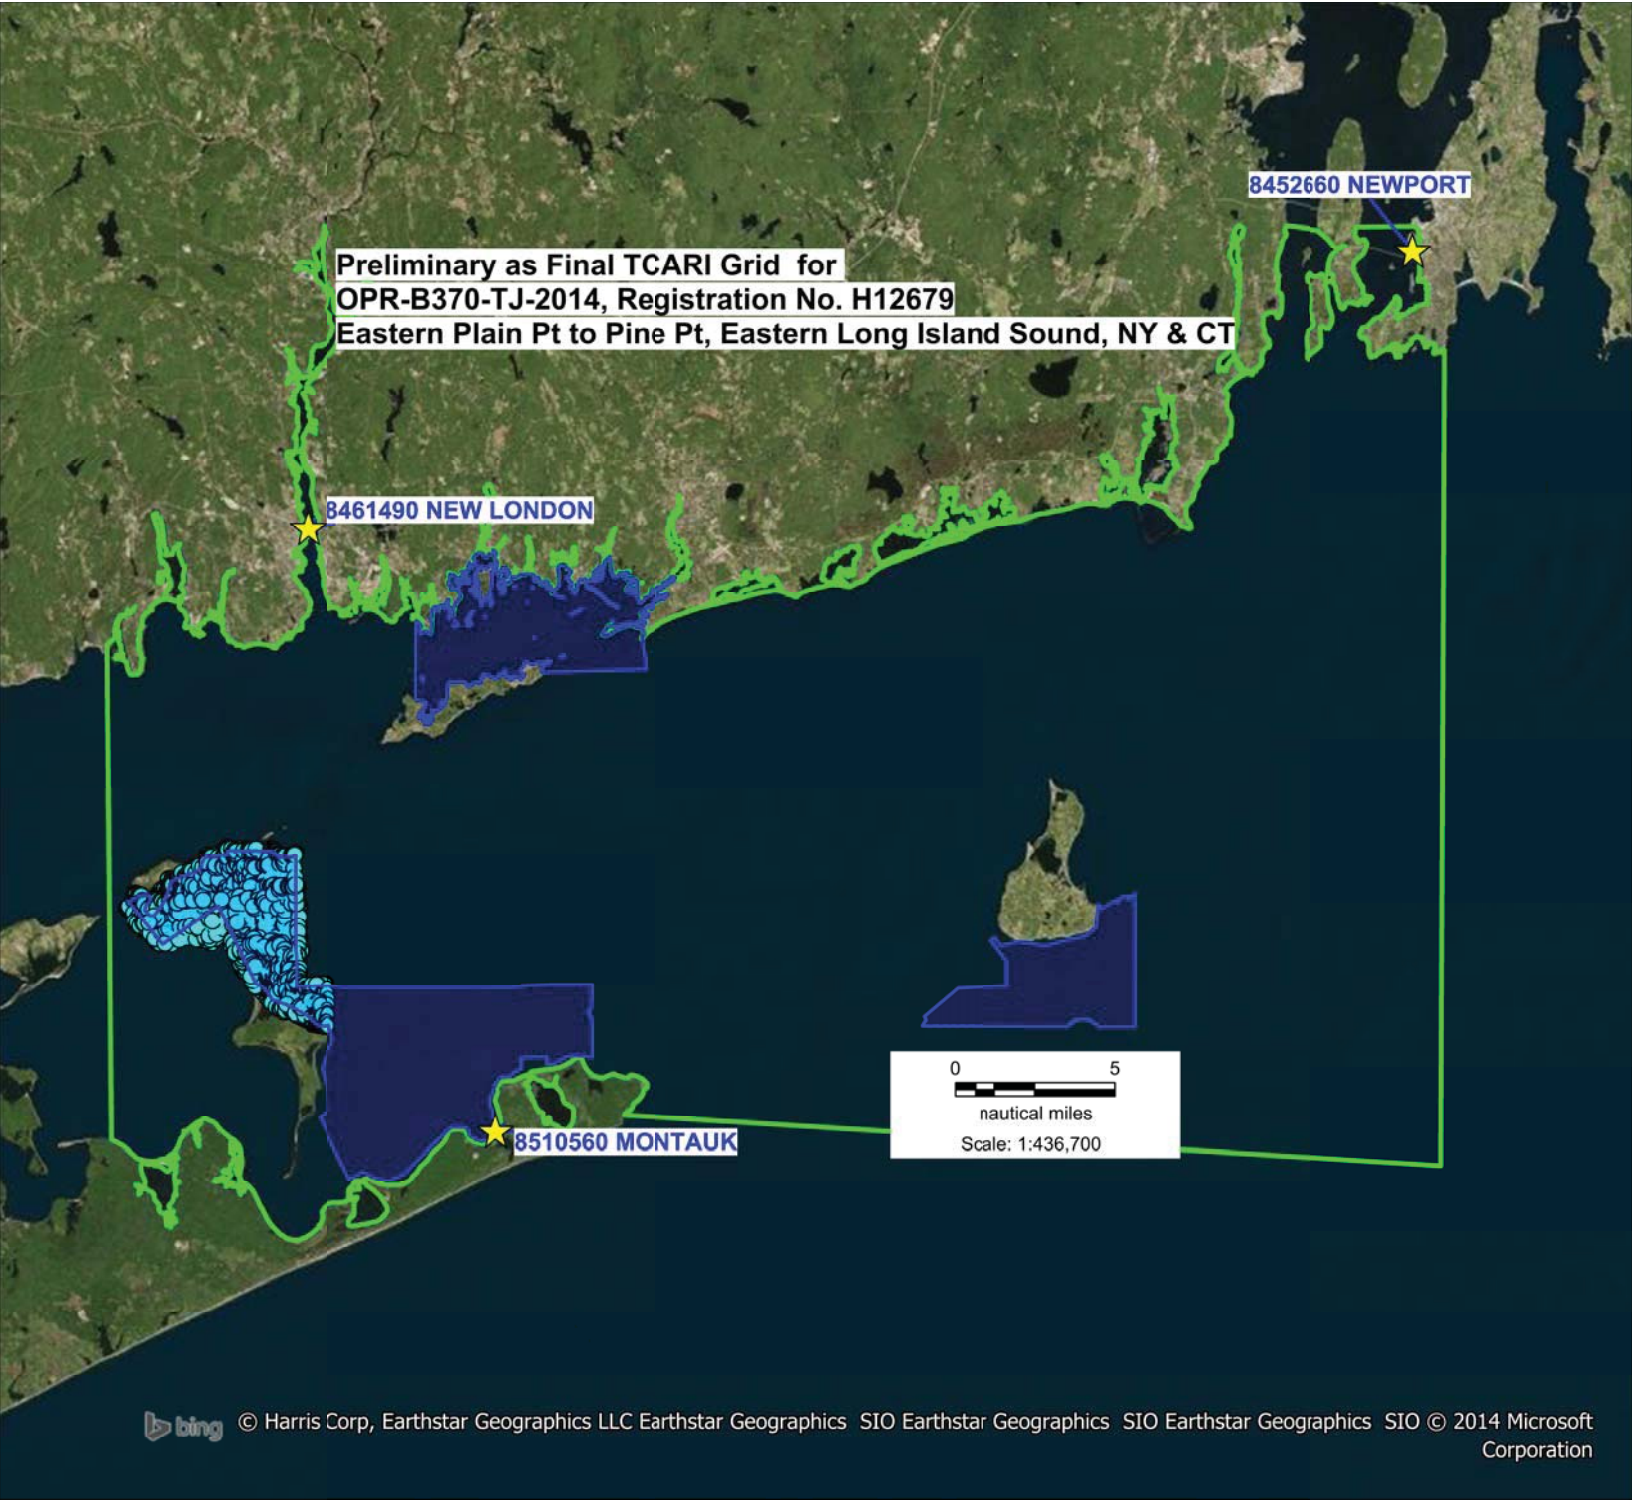 8452660 NEWPORT
Preliminary as Final TCARI Grid for
OPR-B370-TJ-2014, Registration No. H12679
Eastern Plain Pt to Pine Pt, Eastern Long Island Sound, NY & CT
8461490 NEW LONDON
0 5
nautical miles
Scale: 1:436,700
8510560 MONTAUK
bing © Harris Corp, Earthstar Geographics LLC Earthstar Geographics SIO Earthstar Geographics SIO Earthstar Geographics SIO © 2014 Microsoft
Corporation